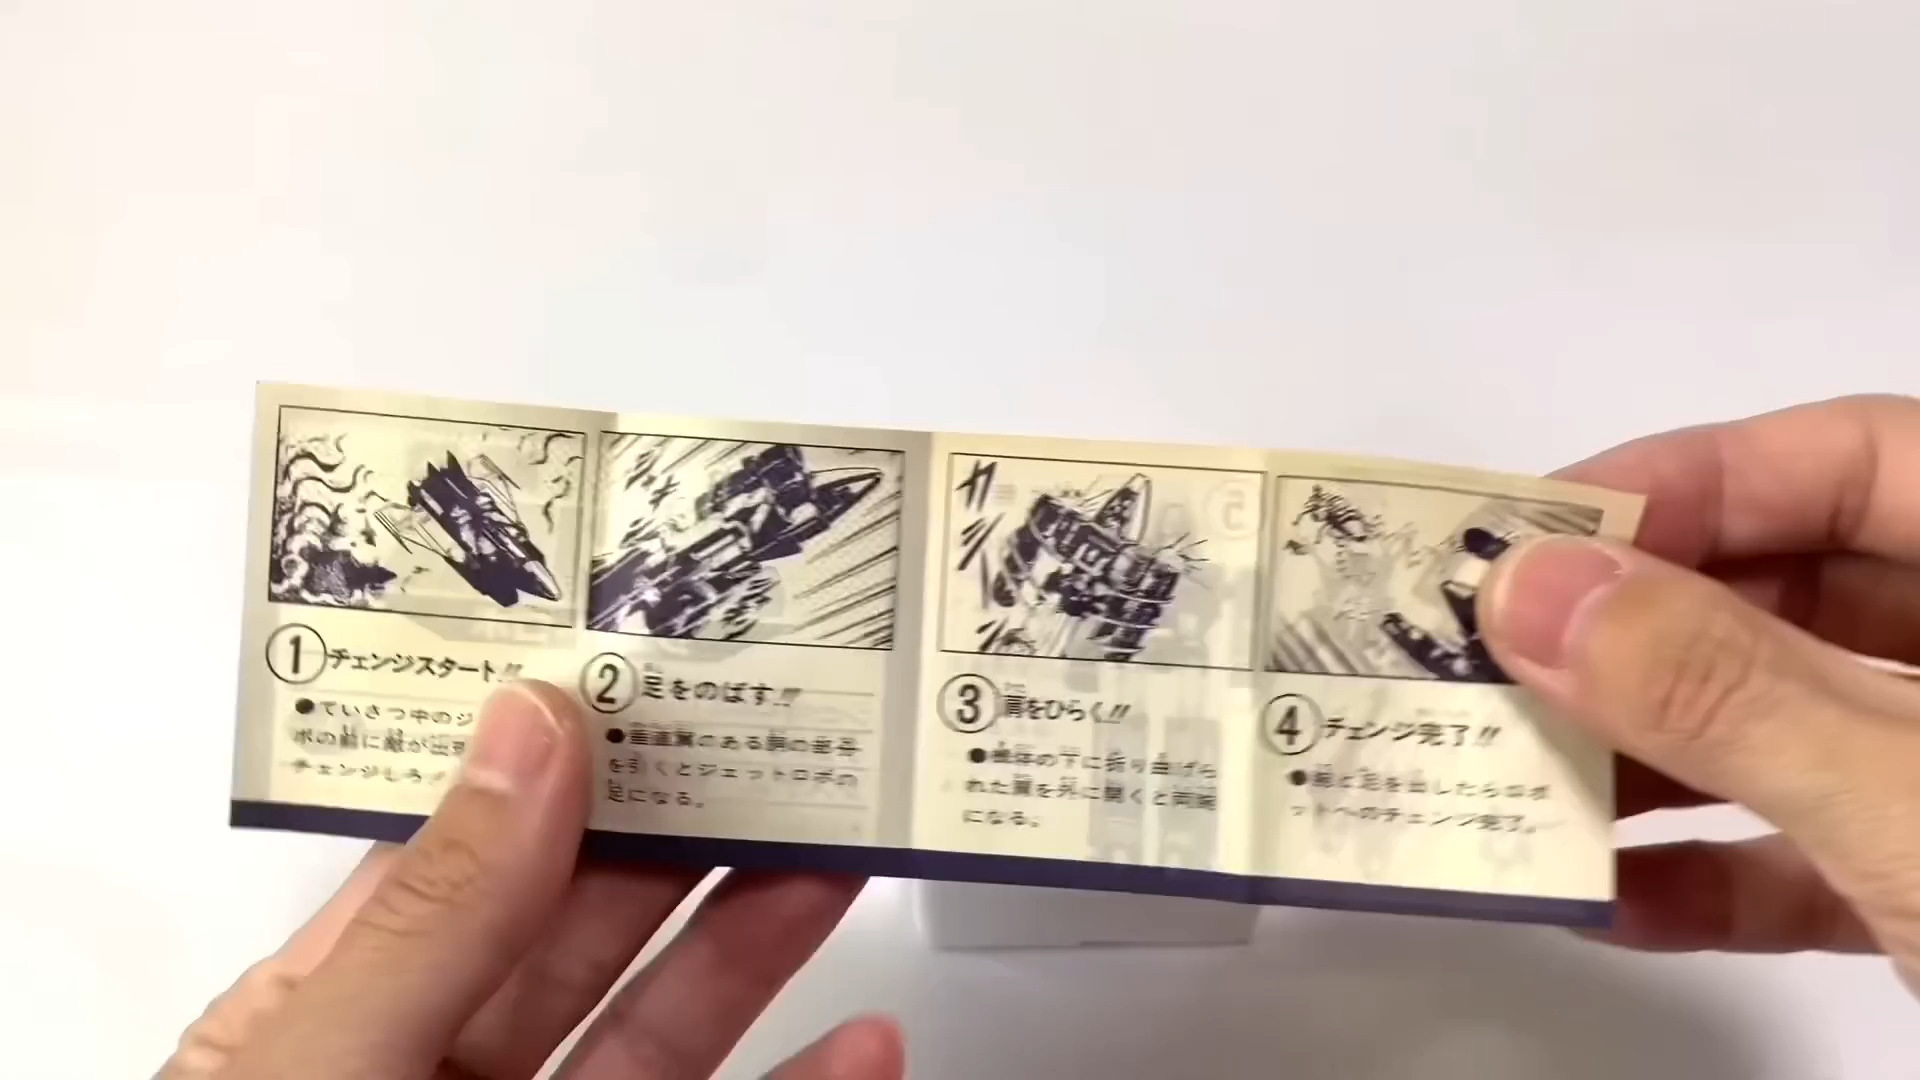 ガ
1 チェンジスタート!!
●ていさつ中のジ
ボの前に敵が出現
チェンジしろ!
2 足をのばす!!
●垂直翼のある胴の部分
を引くとジェットロボの
足になる。
3 肩をひらく!!
●機体の下に折り曲げら
れた翼を外に開くと両腕
になる。
4 チェンジ完了!!
●腕と足を出したらロボ
ットへのチェンジ完了。
5